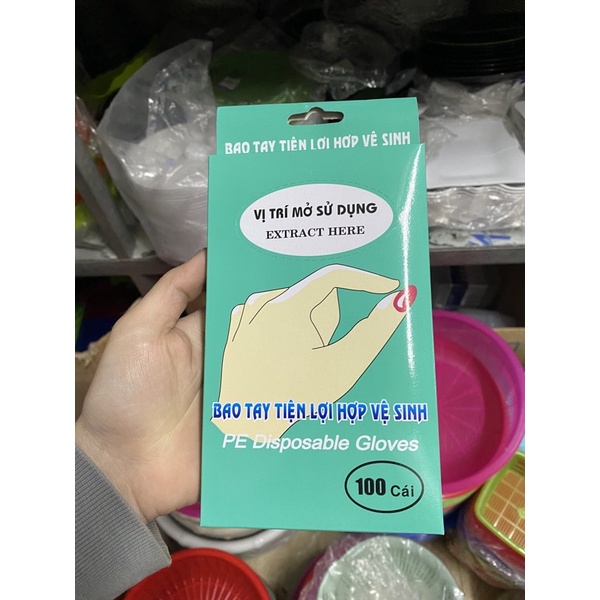 BAO TAY TIỆN LỢI HỢP VỆ SINH
VỊ TRÍ MỞ SỬ DỤNG
EXTRACT HERE
BAO TAY TIỆN LỢI HỢP VỆ SINH
PE Disposable Gloves
100 Cái